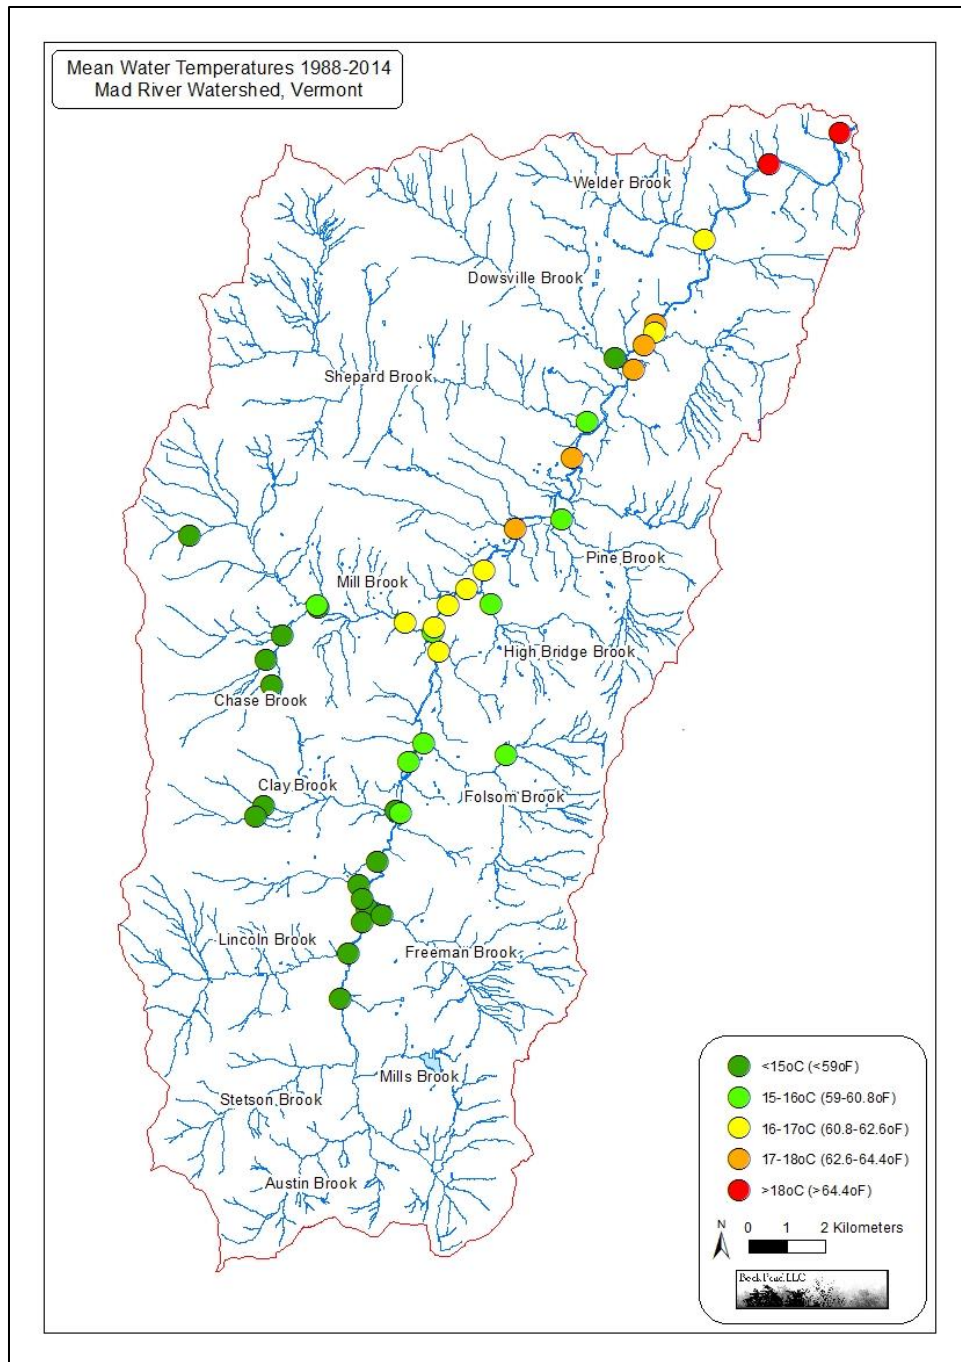 Mean Water Temperatures 1988-2014
Mad River Watershed, Vermont
Welder Brook
Dowsville Brook
Shepard Brook
Pine Brook
Mill Brook
High Bridge Brook
Chase Brook
Clay Brook
Folsom Brook
Lincoln Brook
Freeman Brook
Mills Brook
Stetson Brook
Austin Brook
<15oC (<59oF)
15-16oC (59-60.8oF)
16-17oC (60.8-62.6oF)
17-18oC (62.6-64.4oF)
>18oC (>64.4oF)
N
0 1 2 Kilometers